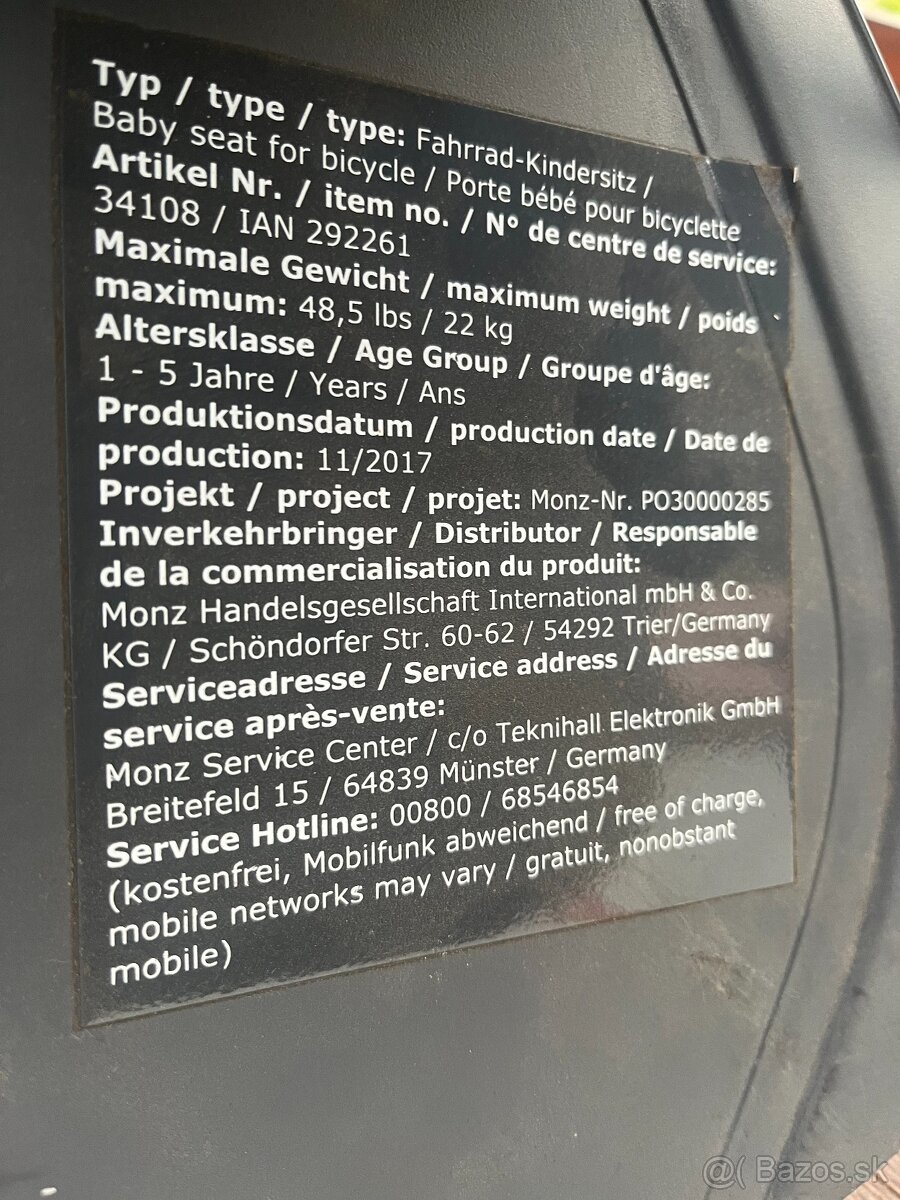 Typ / type / type: Fahrrad-Kindersitz /
Baby seat for bicycle / Porte bébé pour bicyclette
Artikel Nr. / item no. / N° de centre de service:
34108 / IAN 292261
Maximale Gewicht / maximum weight / poids
maximum: 48,5 lbs / 22 kg
Altersklasse / Age Group / Groupe d'âge:
1 - 5 Jahre / Years / Ans
Produktionsdatum / production date / Date de
production: 11/2017
Projekt / project / projet: Monz-Nr. PO30000285
Inverkehrbringer / Distributor / Responsable
de la commercialisation du produit:
Monz Handelsgesellschaft International mbH & Co.
KG / Schöndorfer Str. 60-62 / 54292 Trier/Germany
Serviceadresse / Service address / Adresse du
service après-vente:
Monz Service Center / c/o Teknihall Elektronik GmbH
Breitefeld 15 / 64839 Münster / Germany
Service Hotline: 00800 / 68546854
(kostenfrei, Mobilfunk abweichend / free of charge,
mobile networks may vary / gratuit, nonobstant
mobile)
@( Bazos.sk